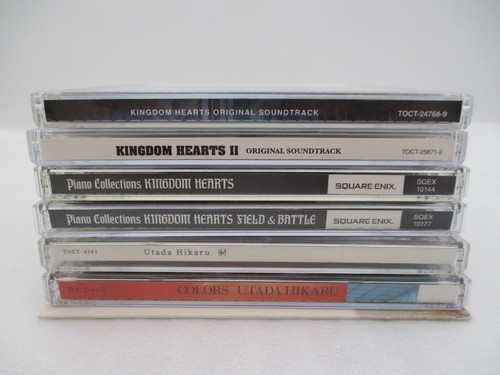 KINGDOM HEARTS ORIGINAL SOUNDTRACK TOCT-24768-9
KINGDOM HEARTS II ORIGINAL SOUNDTRACK TOCT-25871-2
Piano Collections KINGDOM HEARTS SQUARE ENIX. SQEX 10144
Piano Collections KINGDOM HEARTS FIELD & BATTLE SQUARE ENIX. SQEX 10177
TOCT-4381 Utada Hikaru 光
COLORS UTADA HIKARU